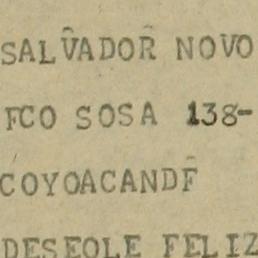 SALVADOR NOVO
FCO SOSA 138-
COYOACANDF
DESEOLE FELIZ